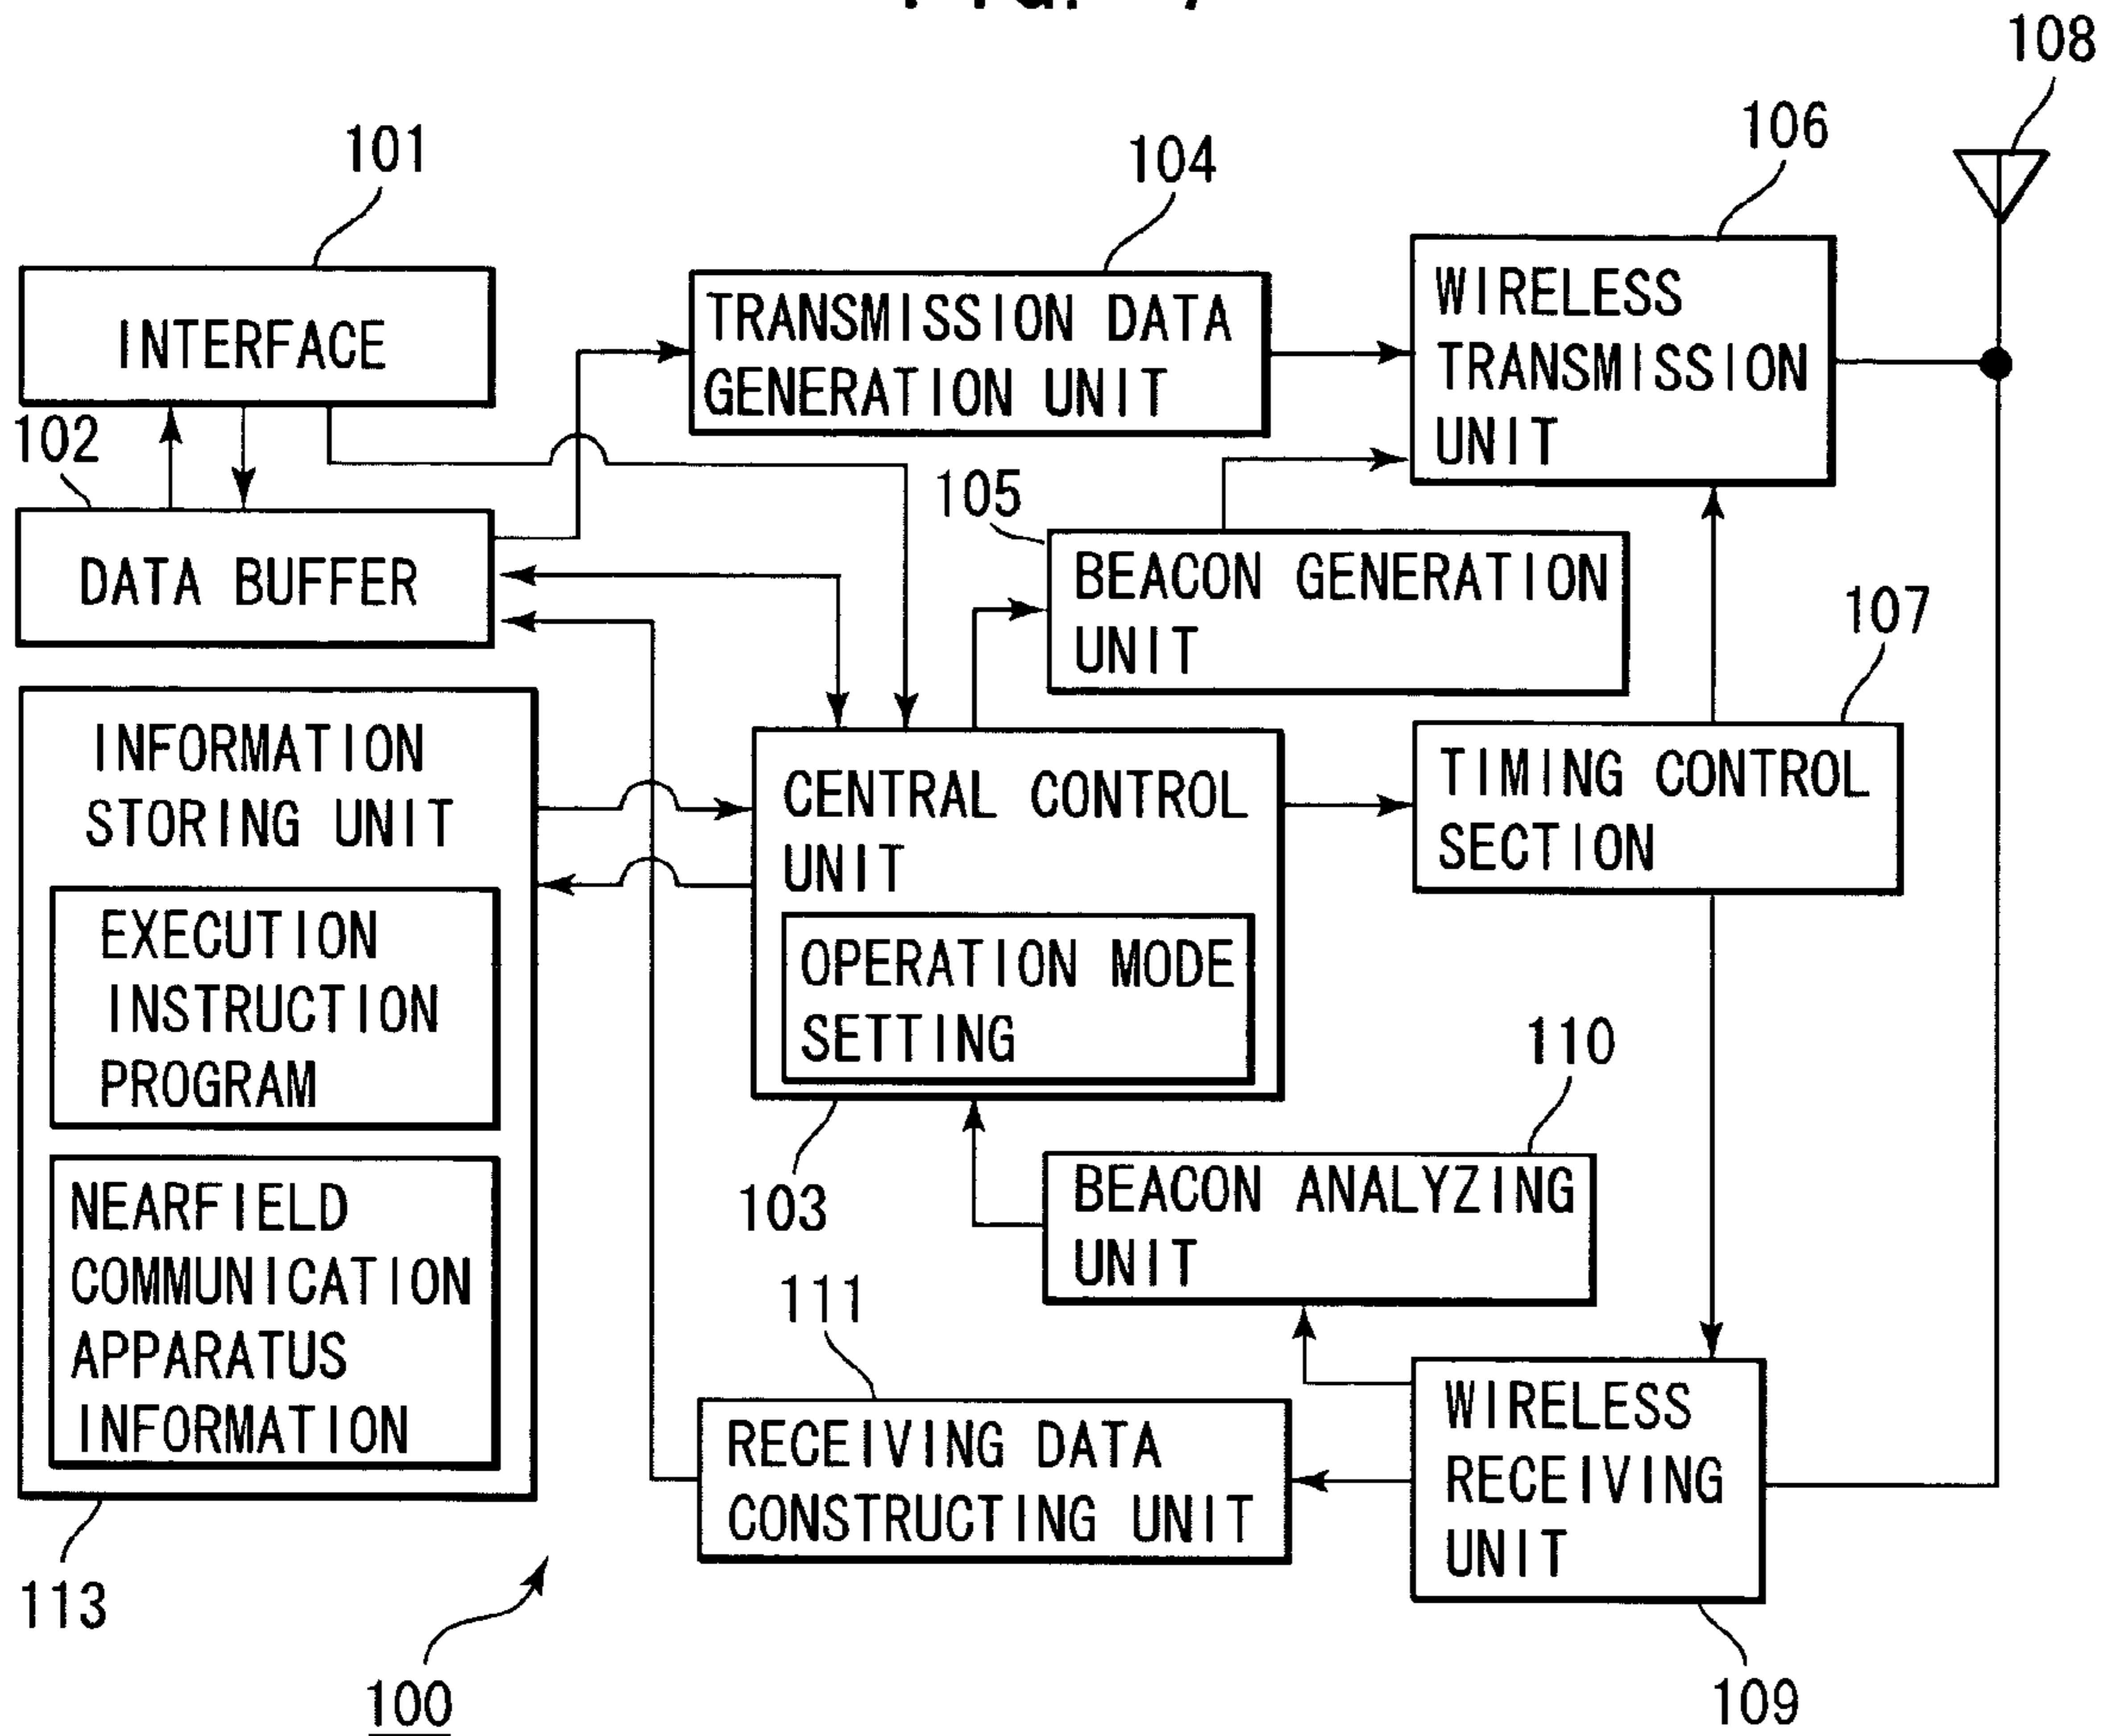 108
101
104
106
INTERFACE
TRANSMISSION DATA
GENERATION UNIT
WIRELESS
TRANSMISSION
UNIT
102
105
DATA BUFFER
BEACON GENERATION
UNIT
107
INFORMATION
STORING UNIT
CENTRAL CONTROL
UNIT
TIMING CONTROL
SECTION
EXECUTION
INSTRUCTION
PROGRAM
OPERATION MODE
SETTING
110
103
BEACON ANALYZING
UNIT
NEARFIELD
COMMUNICATION
APPARATUS
INFORMATION
111
RECEIVING DATA
CONSTRUCTING UNIT
WIRELESS
RECEIVING
UNIT
113
100
109